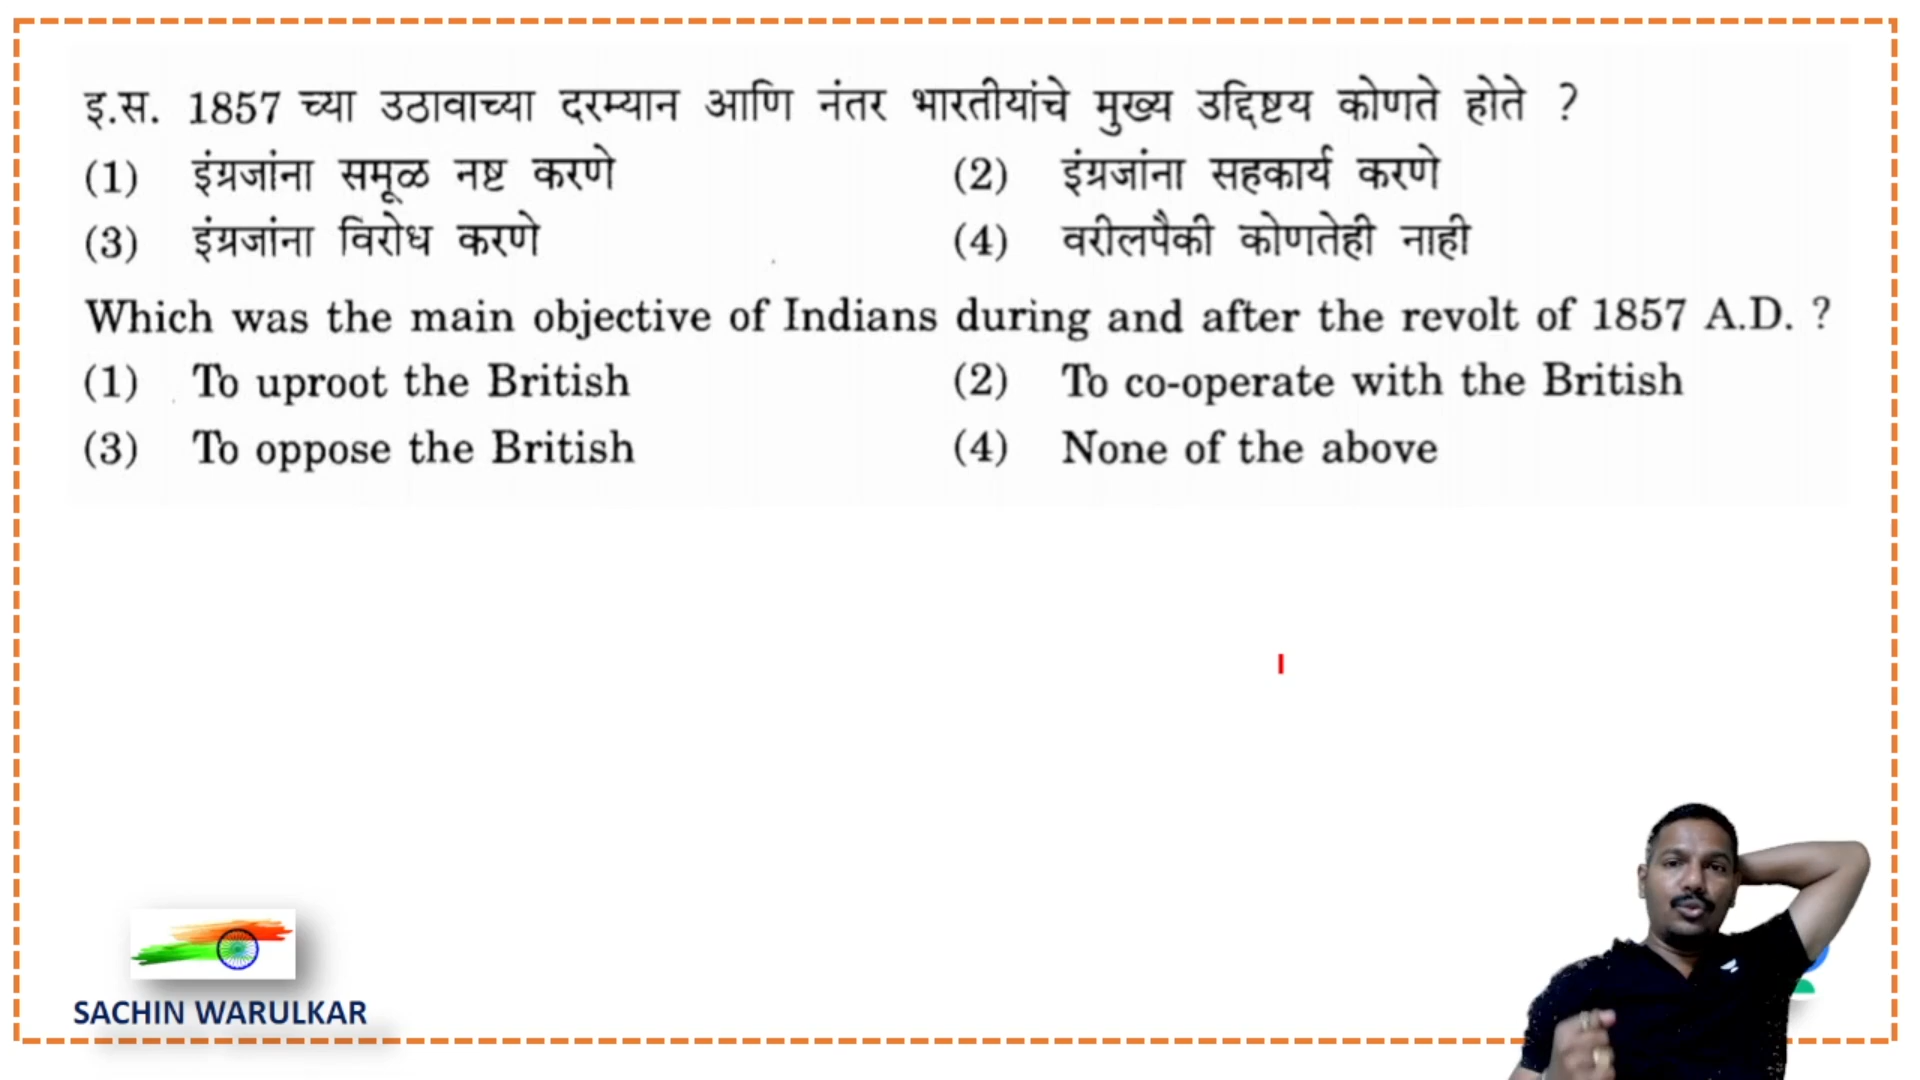 इ.स. 1857 च्या उठावाच्या दरम्यान आणि नंतर भारतीयांचे मुख्य उद्दिष्टय कोणते होते ?
(1) इंग्रजांना समूळ नष्ट करणे (2) इंग्रजांना सहकार्य करणे
(3) इंग्रजांना विरोध करणे (4) वरीलपैकी कोणतेही नाही
Which was the main objective of Indians during and after the revolt of 1857 A.D. ?
(1) To uproot the British (2) To co-operate with the British
(3) To oppose the British (4) None of the above
SACHIN WARULKAR